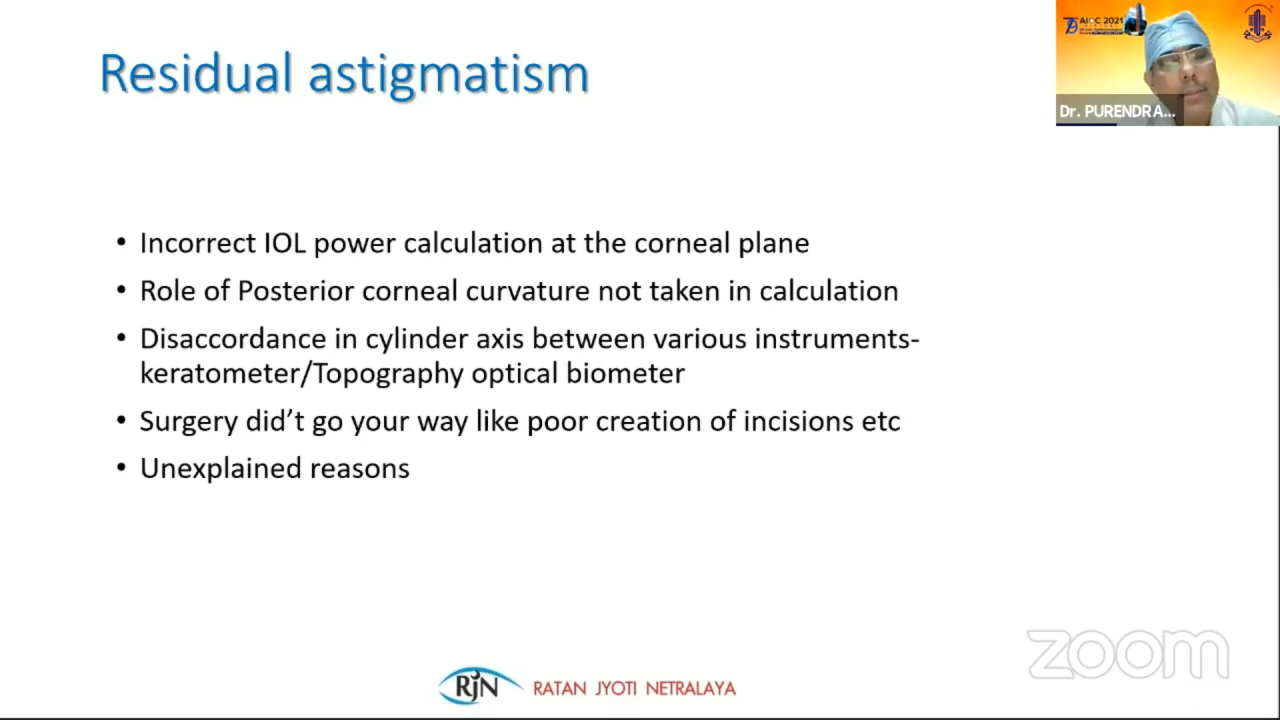 Residual astigmatism
AIOC 2021
Dr. PURENDRA...
• Incorrect IOL power calculation at the corneal plane
• Role of Posterior corneal curvature not taken in calculation
• Disaccordance in cylinder axis between various instruments-
keratometer/Topography optical biometer
• Surgery did't go your way like poor creation of incisions etc
• Unexplained reasons
zoom
RJN RATAN JYOTI NETRALAYA